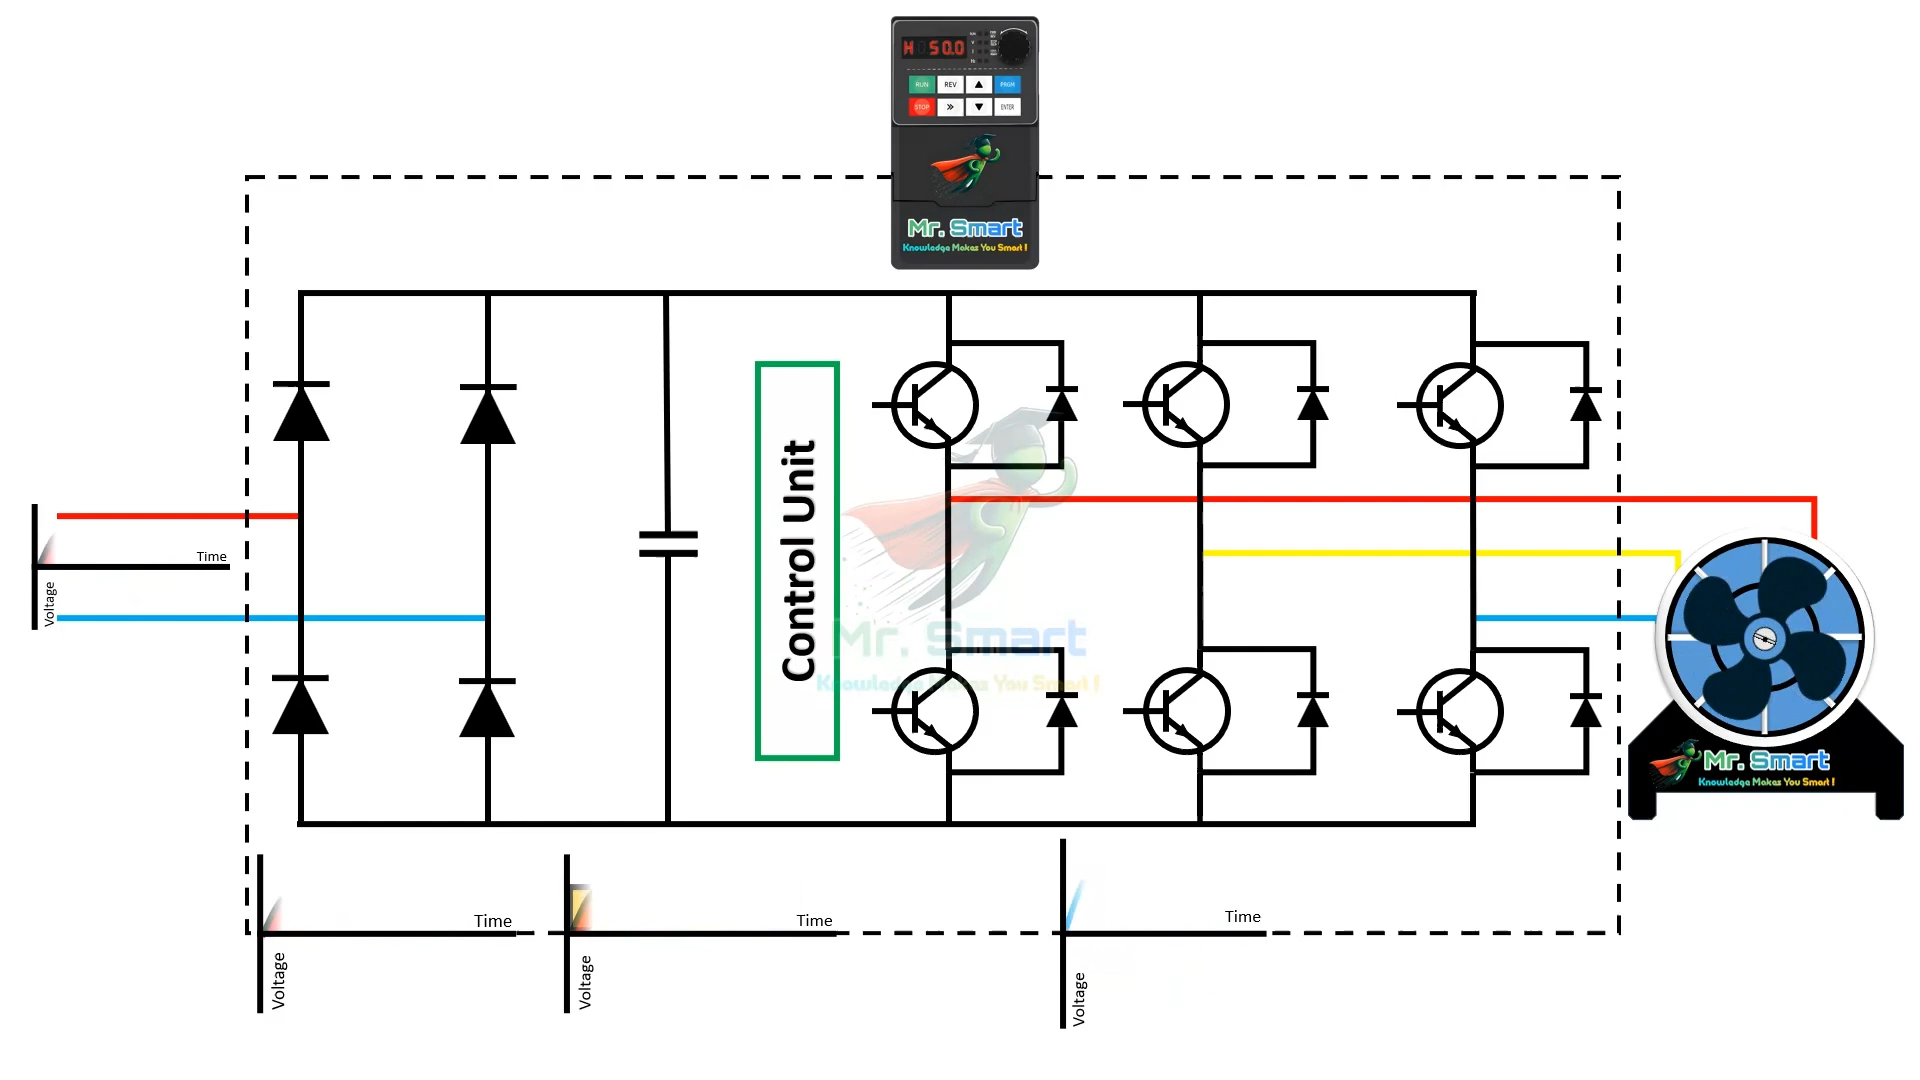 H 50.0
RUN REV PRGM
STOP » ENTER
Mr. Smart
Knowledge Makes You Smart !
Control Unit
Time
Voltage
Mr. Smart
Knowledge Makes You Smart !
Mr. Smart
Knowledge Makes You Smart !
Time
Voltage
Time
Voltage
Time
Voltage